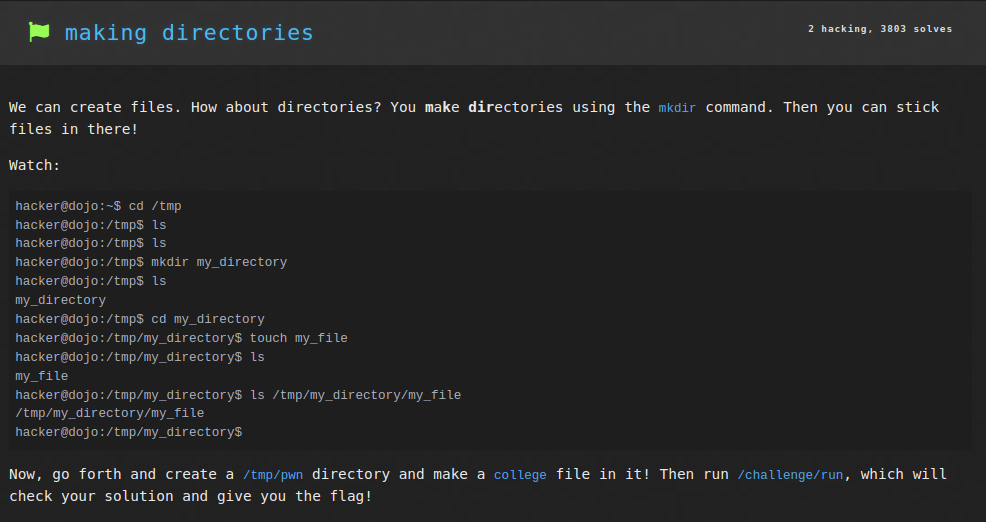 making directories
2 hacking, 3803 solves
We can create files. How about directories? You make directories using the mkdir command. Then you can stick
files in there!
Watch:
hacker@dojo:~$ cd /tmp
hacker@dojo:/tmp$ ls
hacker@dojo:/tmp$ ls
hacker@dojo:/tmp$ mkdir my_directory
hacker@dojo:/tmp$ ls
my_directory
hacker@dojo:/tmp$ cd my_directory
hacker@dojo:/tmp/my_directory$ touch my_file
hacker@dojo:/tmp/my_directory$ ls
my_file
hacker@dojo:/tmp/my_directory$ ls /tmp/my_directory/my_file
/tmp/my_directory/my_file
hacker@dojo:/tmp/my_directory$
Now, go forth and create a /tmp/pwn directory and make a college file in it! Then run /challenge/run, which will
check your solution and give you the flag!